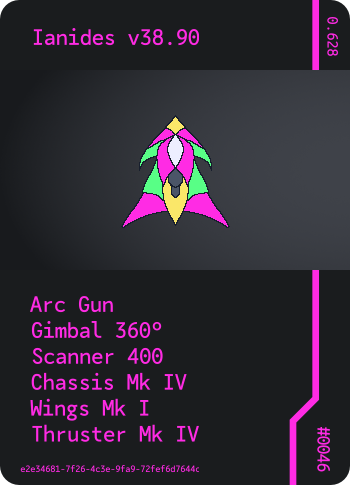 Ianides v38.90
0.628
Arc Gun
Gimbal 360°
Scanner 400
Chassis Mk IV
Wings Mk I
Thruster Mk IV
#0046
e2e34681-7f26-4c3e-9fa9-72fef6d7644c